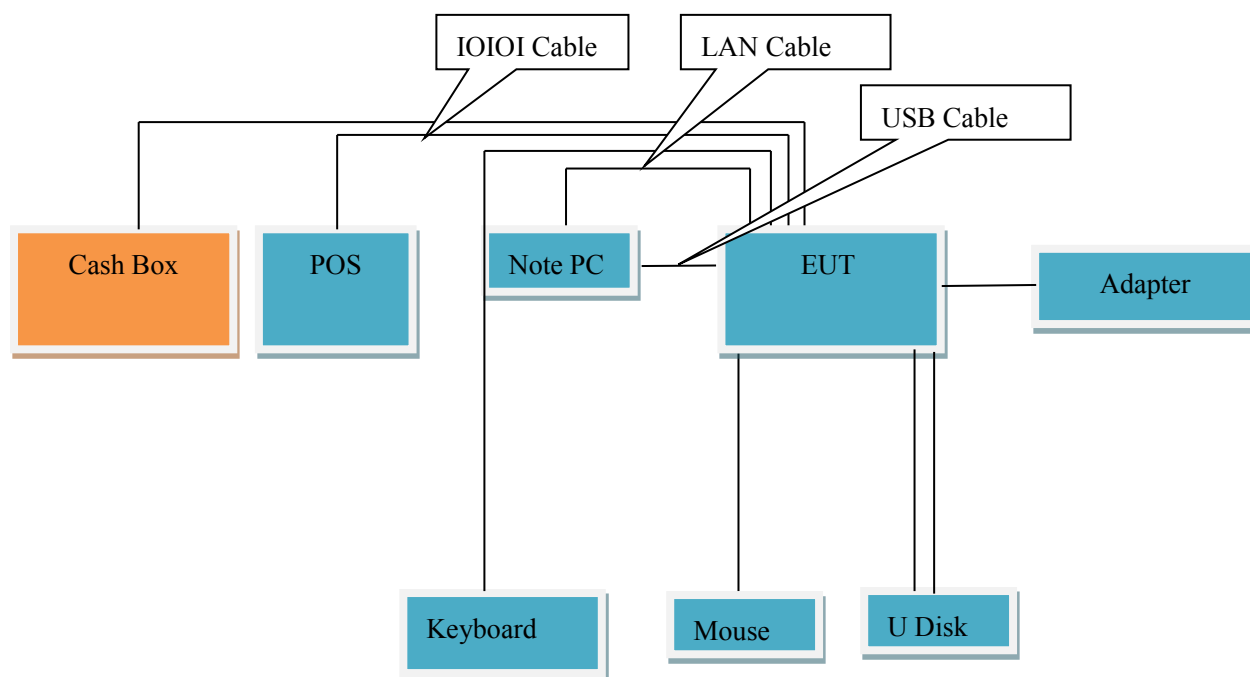 IOIOI Cable
LAN Cable
USB Cable
Cash Box
POS
Note PC
EUT
Adapter
Keyboard
Mouse
U Disk